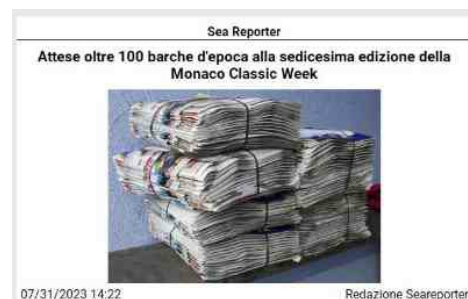 Sea Reporter
Attese oltre 100 barche d'epoca alla sedicesima edizione della
Monaco Classic Week
07/31/2023 14:22
Redazione Seareporter